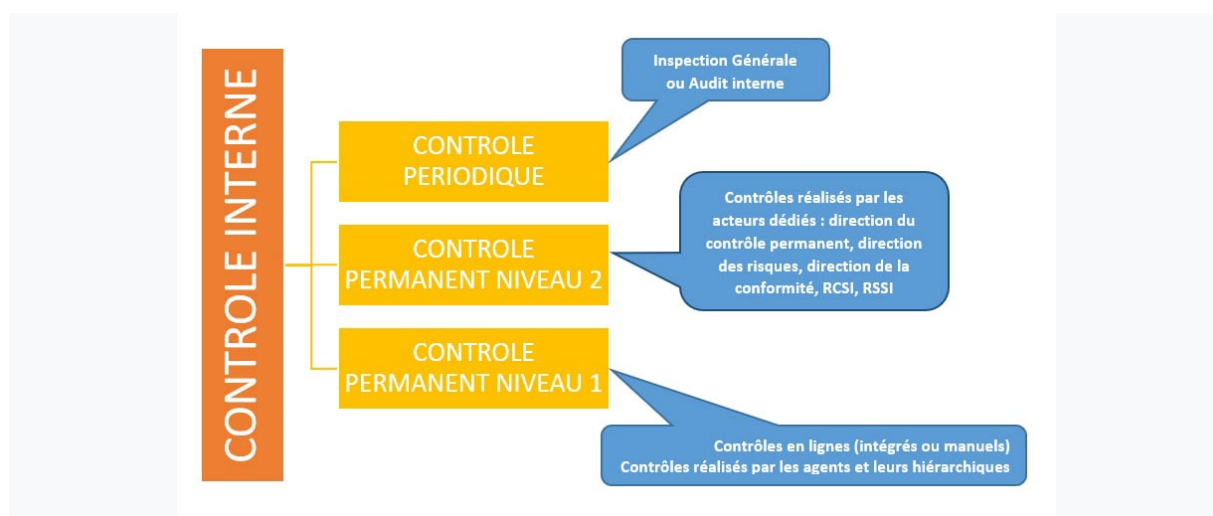 CONTROLE INTERNE
Inspection Générale
ou Audit interne
CONTROLE
PERIODIQUE
Contrôles réalisés par les
acteurs dédiés : direction du
contrôle permanent, direction
des risques, direction de la
conformité, RCSI, RSSI
CONTROLE
PERMANENT NIVEAU 2
CONTROLE
PERMANENT NIVEAU 1
Contrôles en lignes (intégrés ou manuels)
Contrôles réalisés par les agents et leurs hiérarchiques